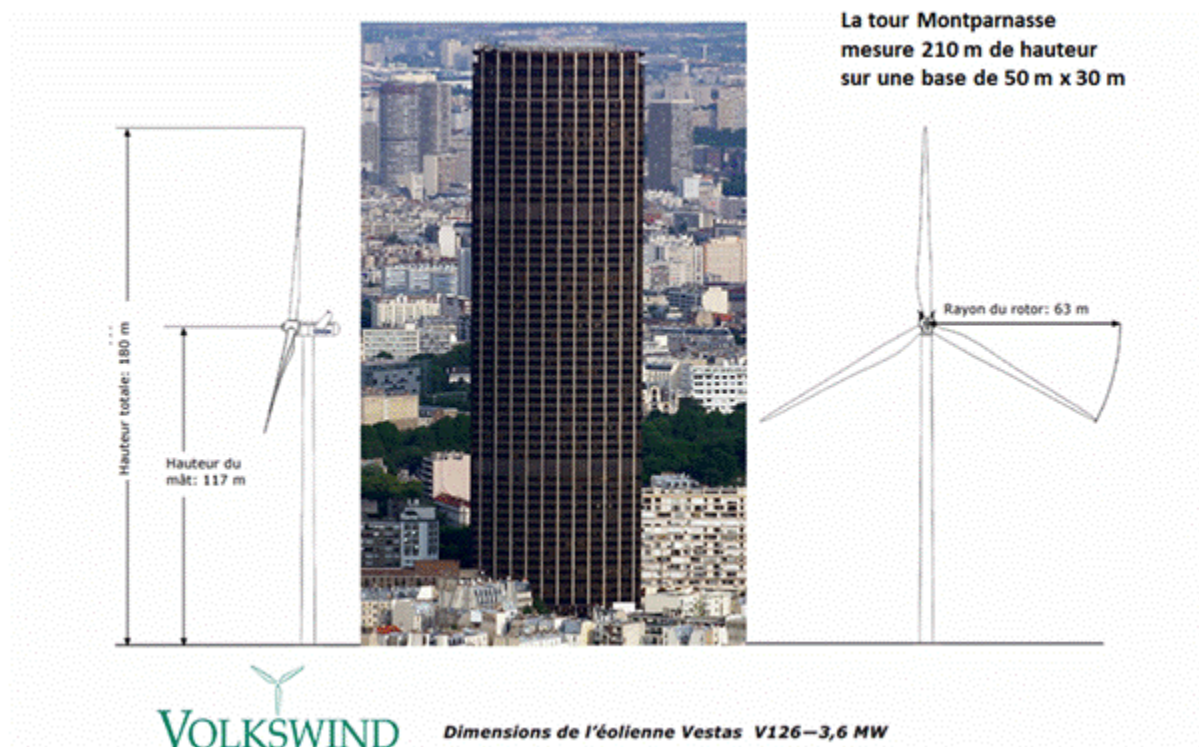 La tour Montparnasse
mesure 210 m de hauteur
sur une base de 50 m x 30 m
Hauteur totale: 180 m
Hauteur du
mât: 117 m
Rayon du rotor: 63 m
VOLKSWIND
Dimensions de l'éolienne Vestas V126—3,6 MW